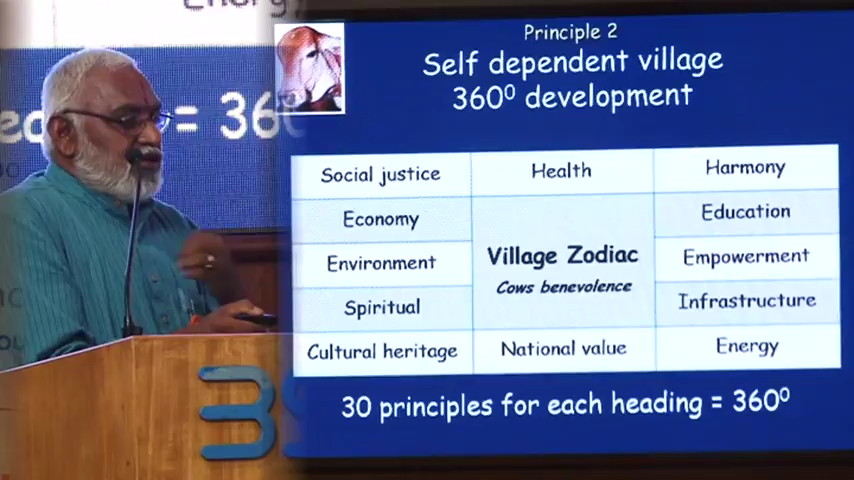 Principle 2
Self dependent village
360⁰ development
Social justice Health Harmony
Economy Education
Village Zodiac
Environment Empowerment
Cows benevolence
Spiritual Infrastructure
Cultural heritage National value Energy
30 principles for each heading = 360⁰
= 36